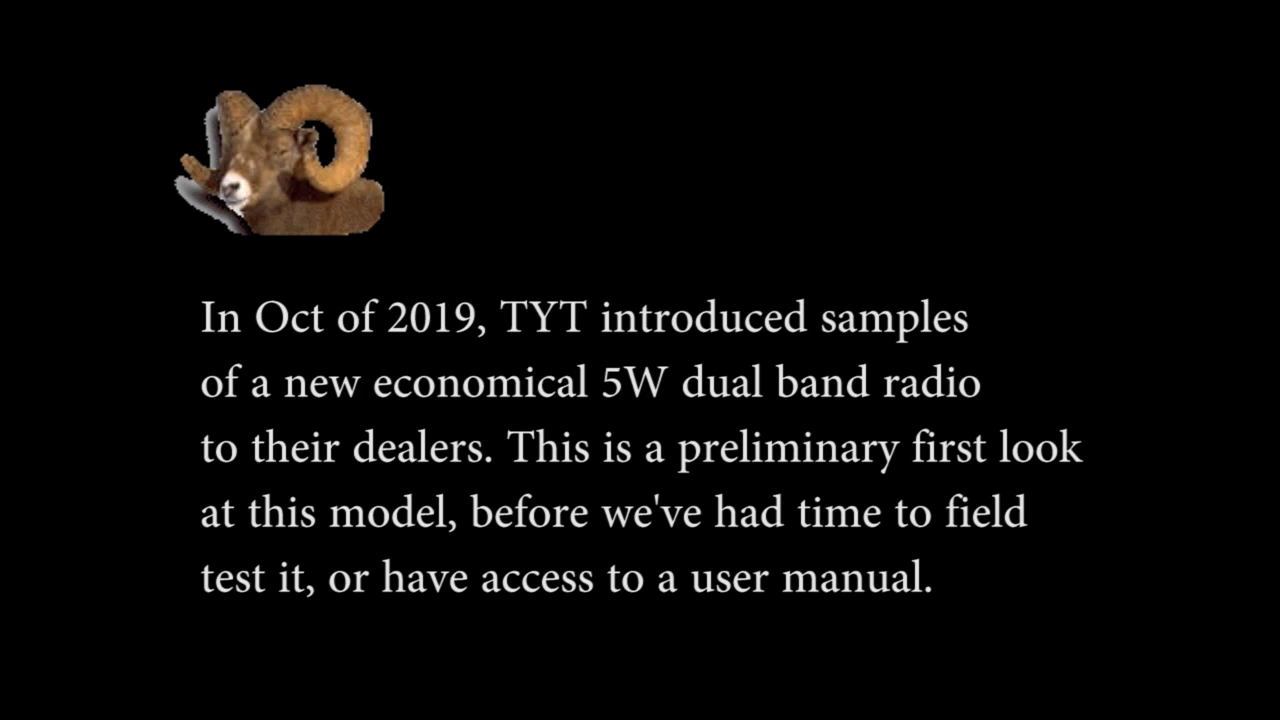 In Oct of 2019, TYT introduced samples
of a new economical 5W dual band radio
to their dealers. This is a preliminary first look
at this model, before we've had time to field
test it, or have access to a user manual.